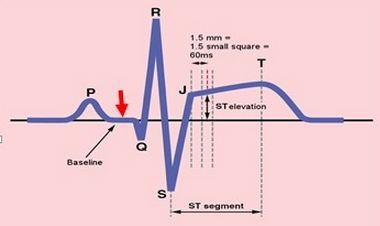 R
1.5 mm =
1.5 small square =
60ms
T
P
J
ST elevation
Baseline
Q
S
ST segment